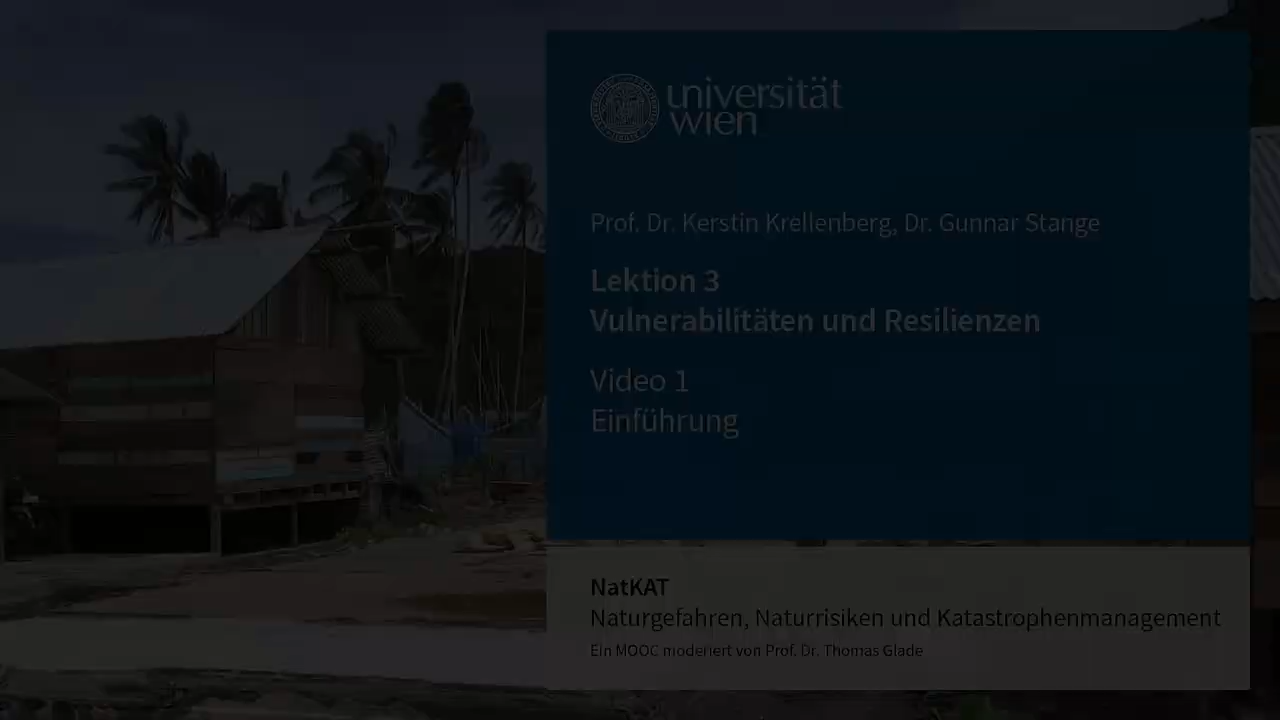 universität
wien
Prof. Dr. Kerstin Krellenberg, Dr. Gunnar Stange
Lektion 3
Vulnerabilitäten und Resilienzen
Video 1
Einführung
NatKAT
Naturgefahren, Naturrisiken und Katastrophenmanagement
Ein MOOC moderiert von Prof. Dr. Thomas Glade